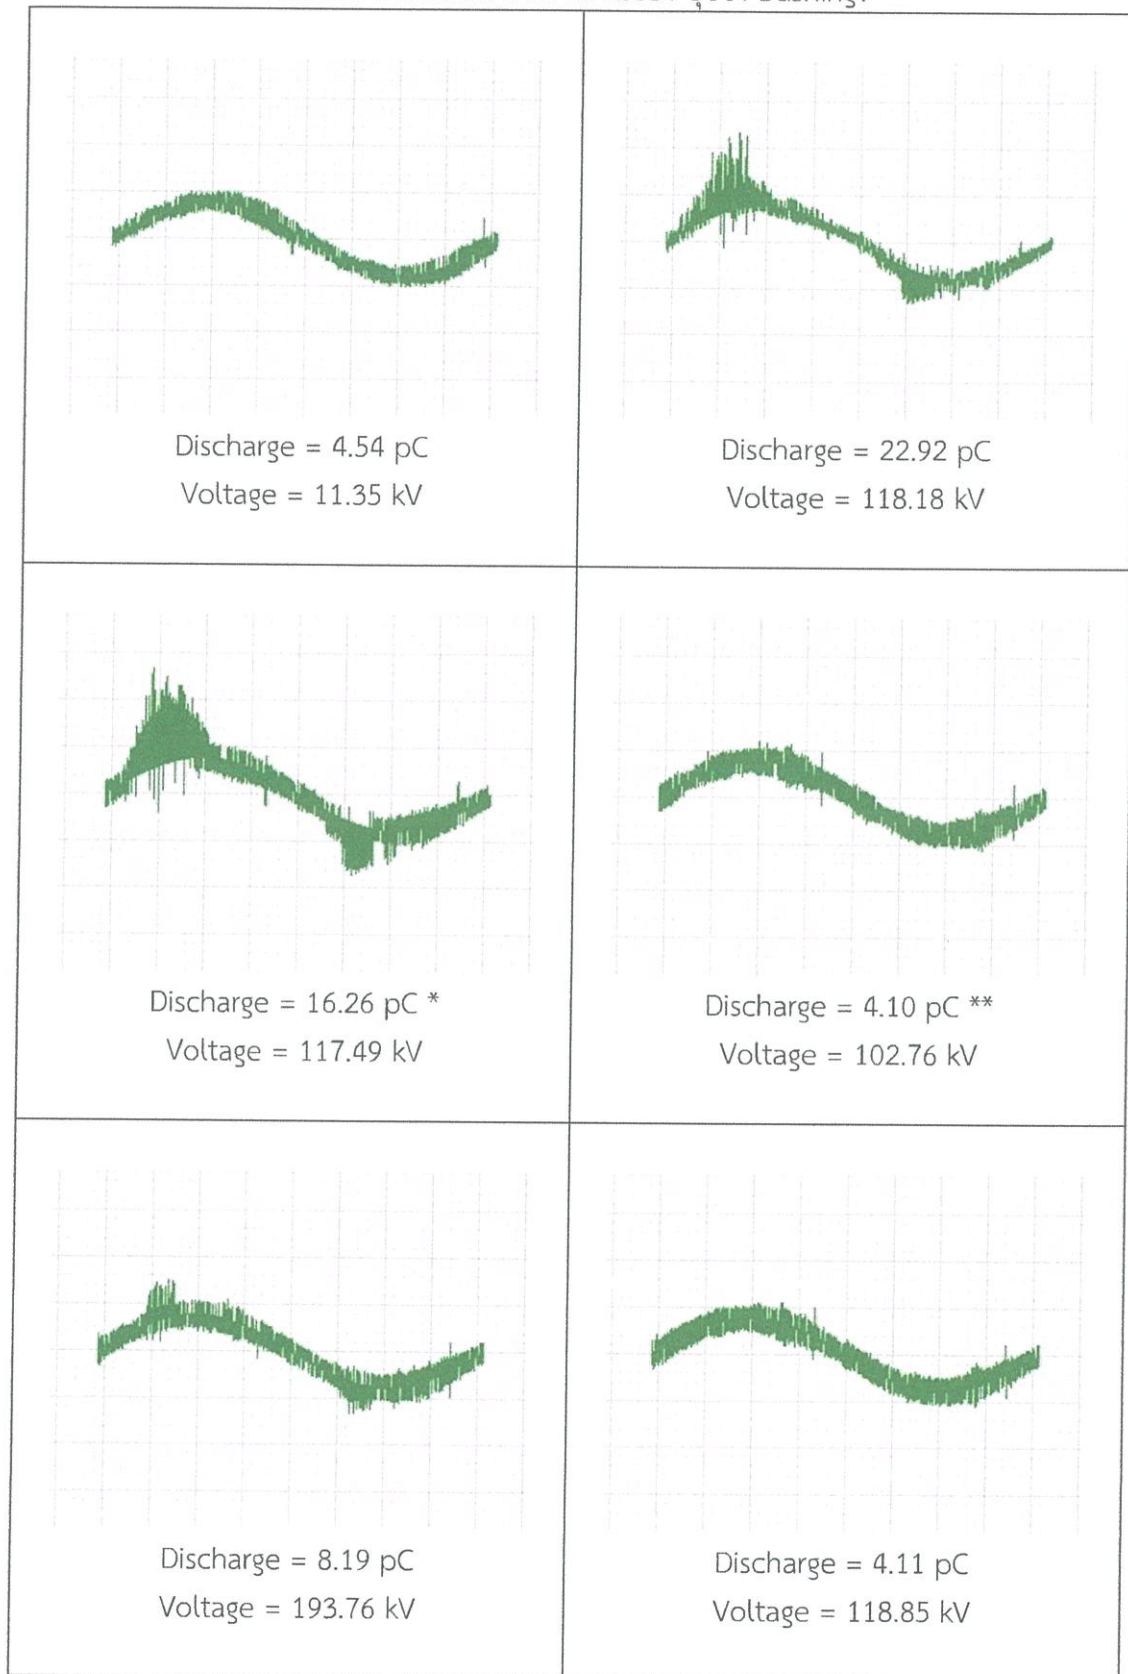 Bushing.
Discharge = 4.54 pC
Voltage = 11.35 kV
Discharge = 22.92 pC
Voltage = 118.18 kV
Discharge = 16.26 pC *
Voltage = 117.49 kV
Discharge = 4.10 pC **
Voltage = 102.76 kV
Discharge = 8.19 pC
Voltage = 193.76 kV
Discharge = 4.11 pC
Voltage = 118.85 kV